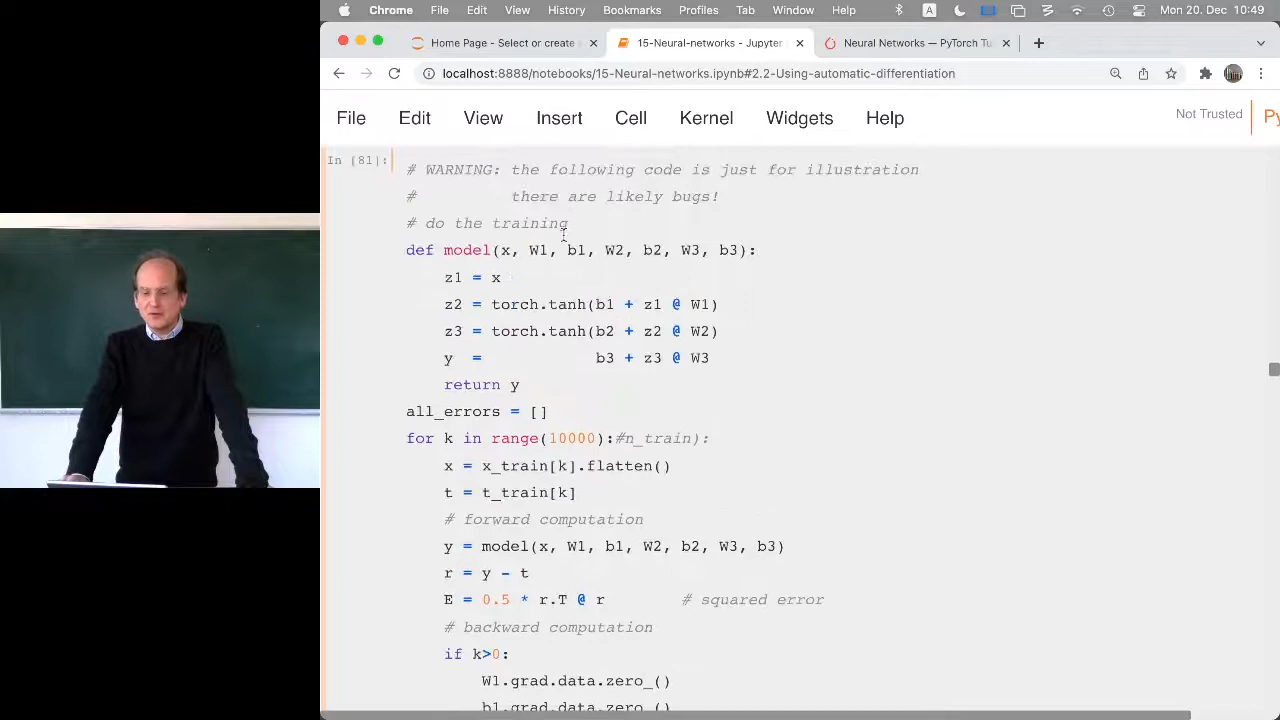 Chrome File Edit View History Bookmarks Profiles Tab Window Help A Mon 20. Dec 10:49
Home Page - Select or create 15-Neural-networks - Jupyter Neural Networks — PyTorch Tu
localhost:8888/notebooks/15-Neural-networks.ipynb#2.2-Using-automatic-differentiation
File Edit View Insert Cell Kernel Widgets Help Not Trusted Py
In [81]:
# WARNING: the following code is just for illustration
# there are likely bugs!
# do the training
def model(x, W1, b1, W2, b2, W3, b3):
z1 = x
z2 = torch.tanh(b1 + z1 @ W1)
z3 = torch.tanh(b2 + z2 @ W2)
y = b3 + z3 @ W3
return y
all_errors = []
for k in range(10000):#n_train):
x = x_train[k].flatten()
t = t_train[k]
# forward computation
y = model(x, W1, b1, W2, b2, W3, b3)
r = y - t
E = 0.5 * r.T @ r # squared error
# backward computation
if k>0:
W1.grad.data.zero_()
b1.grad.data.zero_()